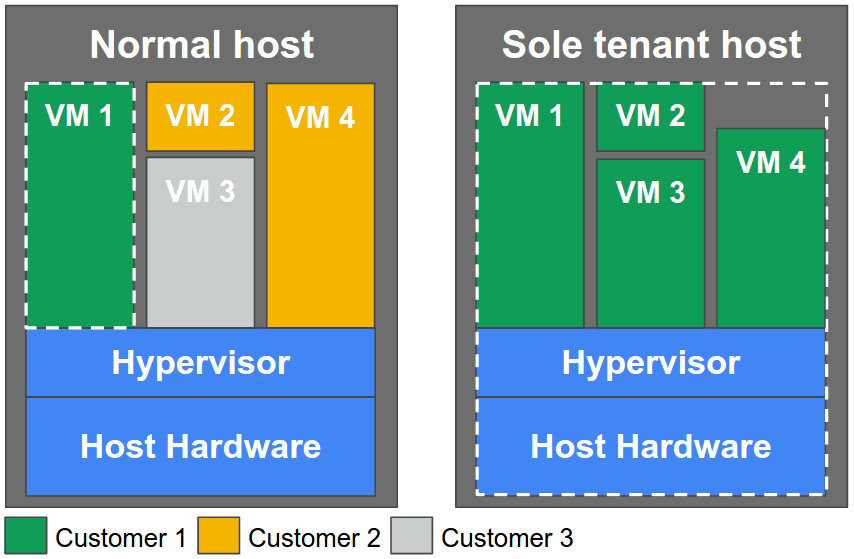 Normal host
VM 1
VM 2
VM 3
VM 4
Hypervisor
Host Hardware
Sole tenant host
VM 1
VM 2
VM 3
VM 4
Hypervisor
Host Hardware
Customer 1
Customer 2
Customer 3